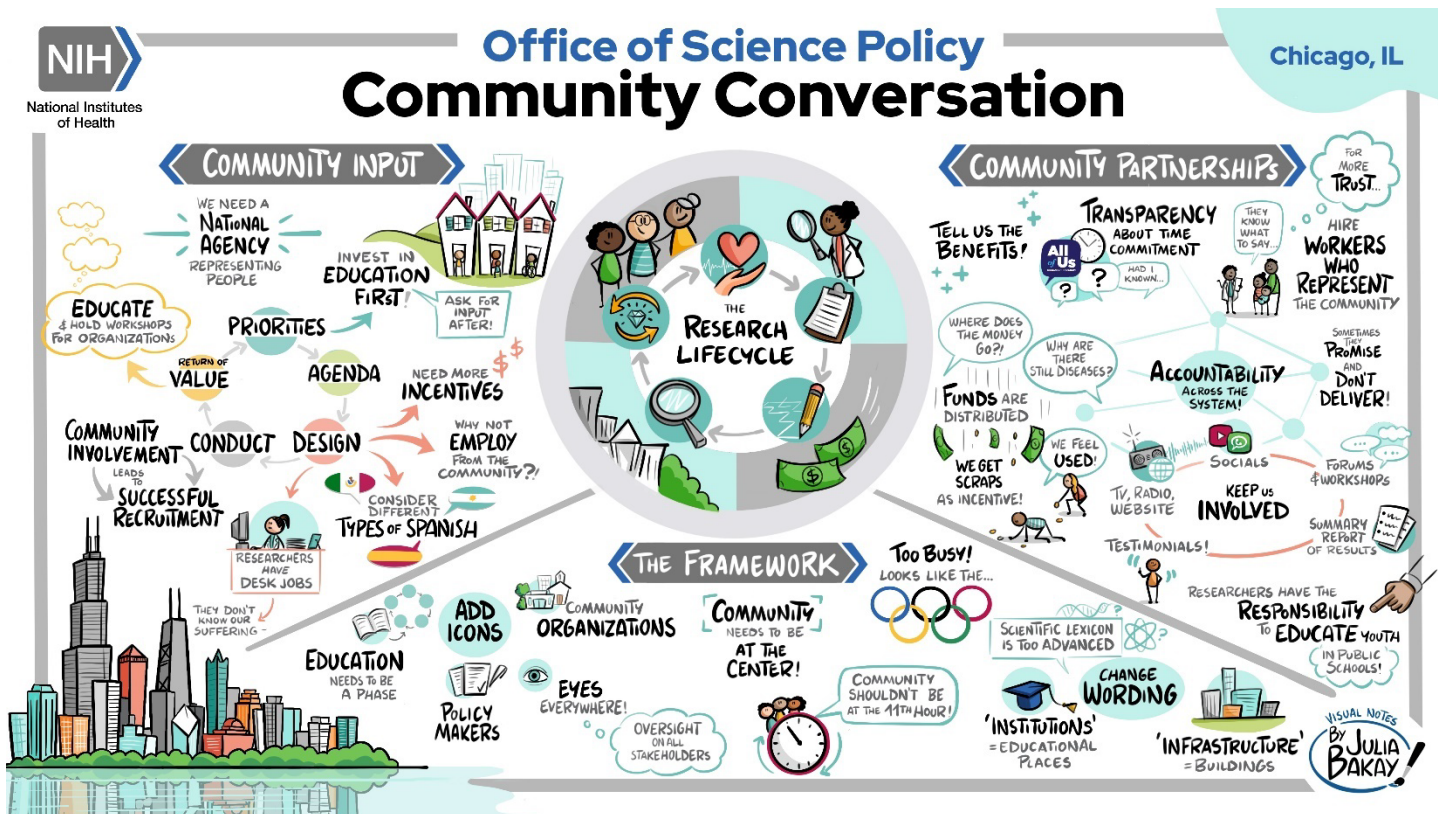 NIH
National Institutes
of Health
Office of Science Policy
Community Conversation
Chicago, IL
COMMUNITY INPUT
WE NEED A
NATIONAL
AGENCY
REPRESENTING
PEOPLE
INVEST IN
EDUCATION
FIRST!
ASK FOR
INPUT
AFTER!
EDUCATE
& HOLD WORKSHOPS
FOR ORGANIZATIONS
PRIORITIES
RETURN OF
VALUE
AGENDA
NEED MORE
INCENTIVES
$
$
COMMUNITY
INVOLVEMENT
LEADS
TO
SUCCESSFUL
RECRUITMENT
CONDUCT
DESIGN
WHY NOT
EMPLOY
FROM THE
COMMUNITY?!
CONSIDER
DIFFERENT
TYPES OF SPANISH
RESEARCHERS
HAVE
DESK JOBS
THEY DON'T
KNOW OUR
SUFFERING -
THE
RESEARCH
LIFECYCLE
$
$
COMMUNITY PARTNERSHIPS
FOR
MORE
TRUST...
TELL US THE
BENEFITS!
All
of Us
?
?
TRANSPARENCY
ABOUT TIME
COMMITMENT
HAD I
KNOWN...
THEY
KNOW
WHAT
TO SAY...
HIRE
WORKERS
WHO
REPRESENT
THE COMMUNITY
WHERE DOES
THE MONEY
GO?!
WHY ARE
THERE
STILL DISEASES?
ACCOUNTABILITY
ACROSS THE
SYSTEM!
SOMETIMES
THEY
PROMISE
AND
DON'T
DELIVER!
FUNDS ARE
DISTRIBUTED
WE GET
SCRAPS
AS INCENTIVE!
WE FEEL
USED!
TV, RADIO,
WEBSITE
SOCIALS
FORUMS
& WORKSHOPS
KEEP US
INVOLVED
TESTIMONIALS!
SUMMARY
REPORT
OF RESULTS
RESEARCHERS HAVE THE
RESPONSIBILITY
TO EDUCATE YOUTH
IN PUBLIC
SCHOOLS!
THE FRAMEWORK
EDUCATION
NEEDS TO BE
A PHASE
ADD
ICONS
COMMUNITY
ORGANIZATIONS
POLICY
MAKERS
EYES
EVERYWHERE!
OVERSIGHT
ON ALL
STAKEHOLDERS
COMMUNITY
NEEDS TO BE
AT THE
CENTER!
TOO BUSY!
LOOKS LIKE THE...
COMMUNITY
SHOULDN'T BE
AT THE 11TH HOUR!
SCIENTIFIC LEXICON
IS TOO ADVANCED
?
?
CHANGE
WORDING
'INSTITUTIONS'
= EDUCATIONAL
PLACES
'INFRASTRUCTURE'
= BUILDINGS
VISUAL NOTES
BY JULIA
BAKAY